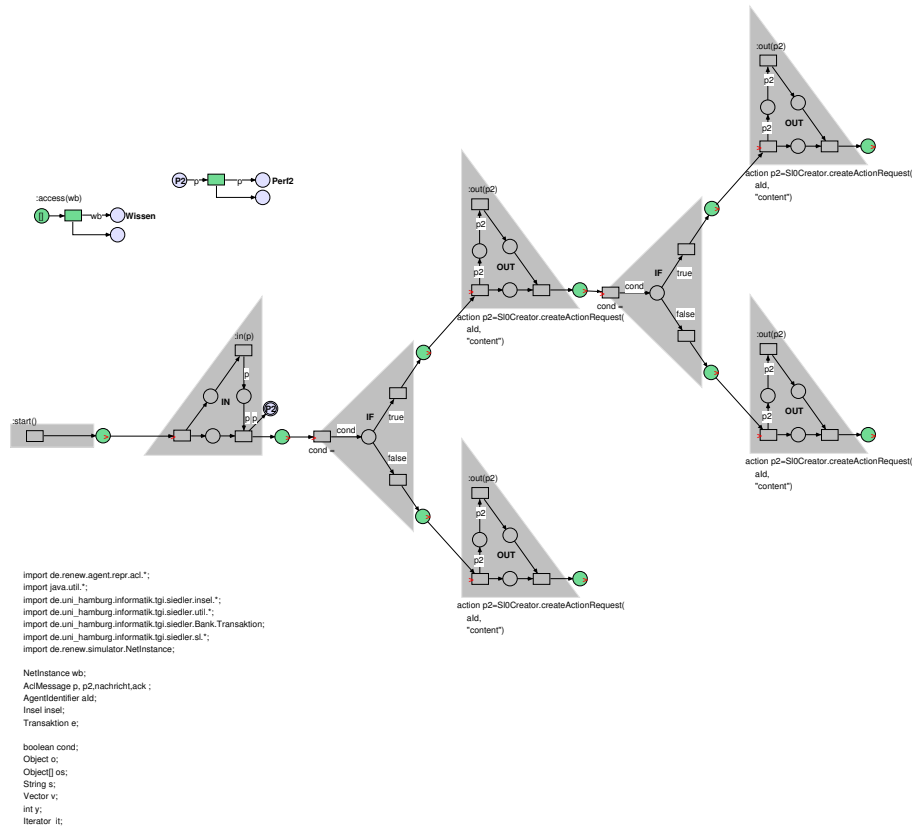 :out(p2)
p2
p2
OUT
action p2=Sl0Creator.createActionRequest(
aId,
"content")
P2
p
p
Perf2
:access(wb)
[]
wb
Wissen
:out(p2)
p2
p2
OUT
action p2=Sl0Creator.createActionRequest(
aId,
"content")
IF
true
cond
cond =
false
:in(p)
p
IN
p p
P2
:start()
IF
true
cond
cond =
false
:out(p2)
p2
p2
OUT
action p2=Sl0Creator.createActionRequest(
aId,
"content")
:out(p2)
p2
p2
OUT
action p2=Sl0Creator.createActionRequest(
aId,
"content")
import de.renew.agent.repr.acl.*;
import java.util.*;
import de.uni_hamburg.informatik.tgi.siedler.insel.*;
import de.uni_hamburg.informatik.tgi.siedler.util.*;
import de.uni_hamburg.informatik.tgi.siedler.Bank.Transaktion;
import de.uni_hamburg.informatik.tgi.siedler.sl.*;
import de.renew.simulator.NetInstance;
NetInstance wb;
AclMessage p, p2,nachricht,ack ;
AgentIdentifier aId;
Insel insel;
Transaktion e;
boolean cond;
Object o;
Object[] os;
String s;
Vector v;
int y;
Iterator it;